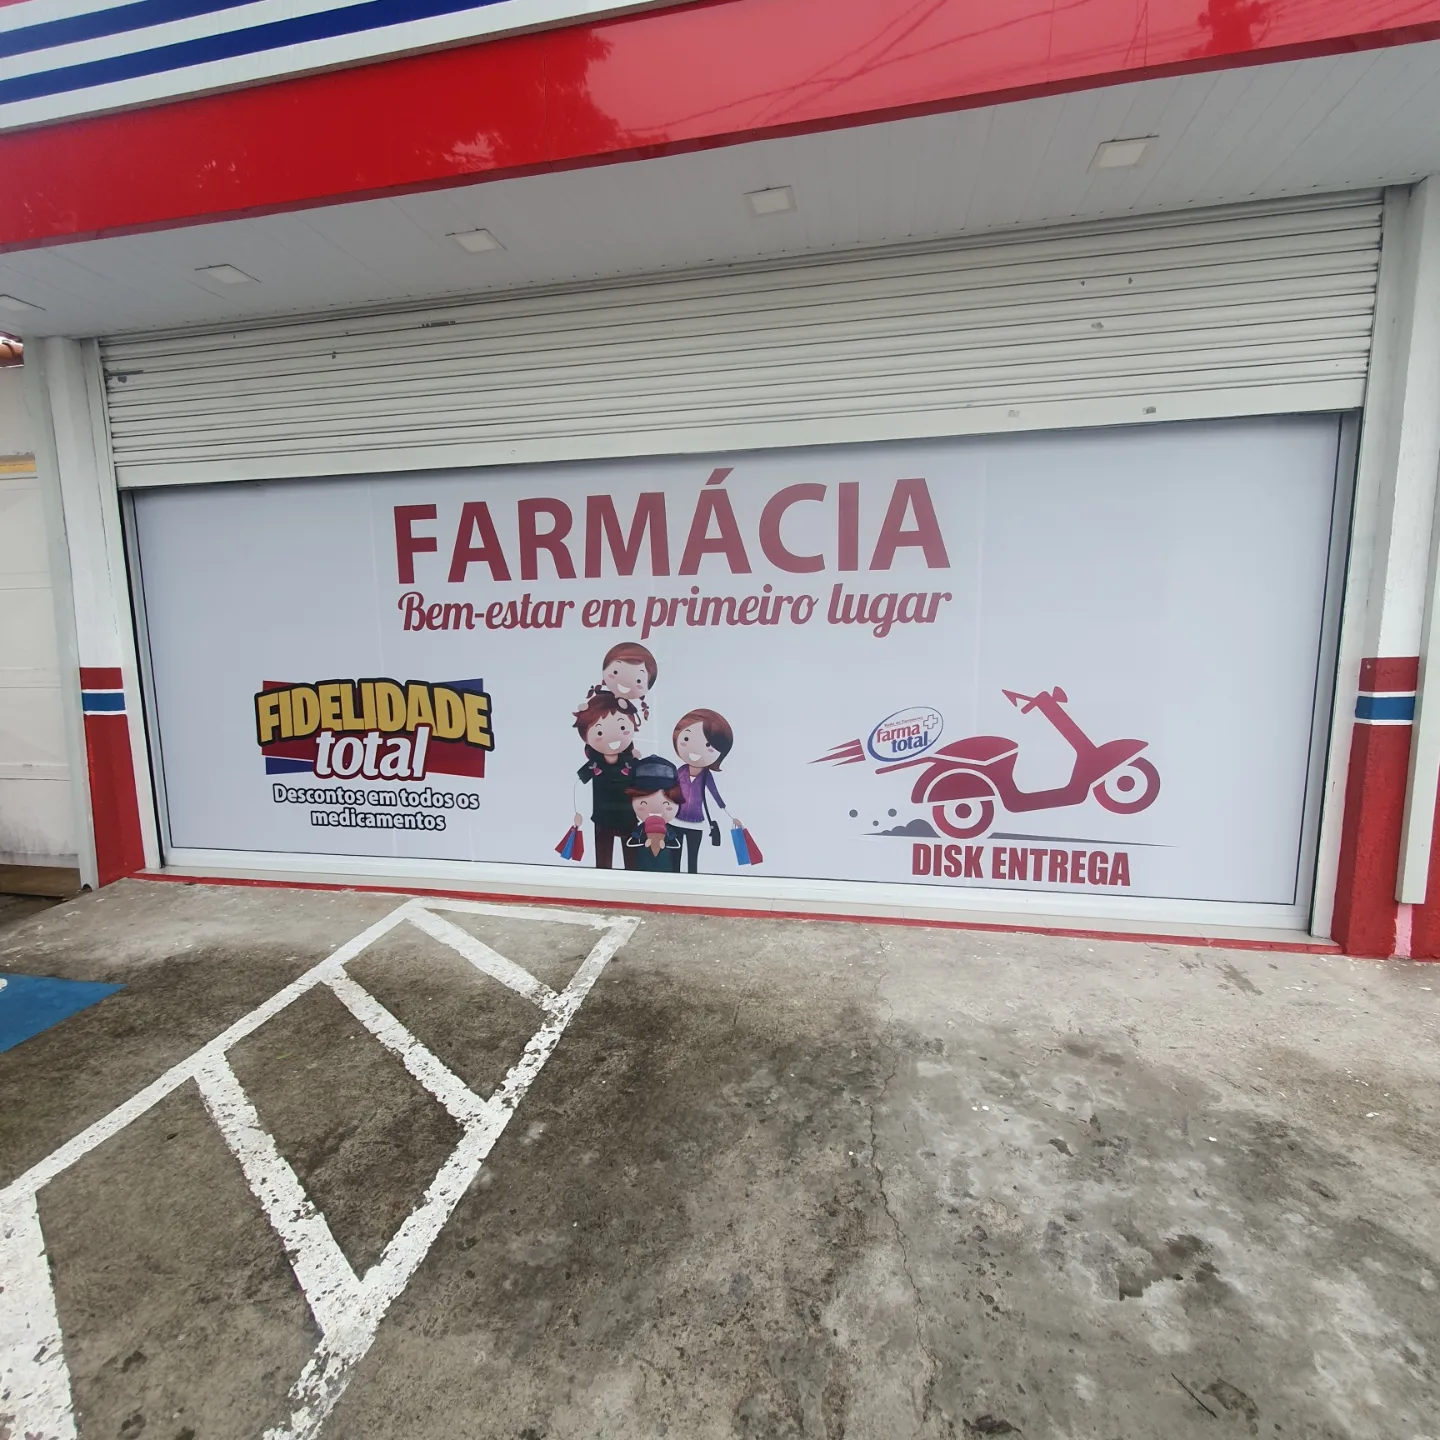 FARMÁCIA
Bem-estar em primeiro lugar
FIDELIDADE
total
Descontos em todos os
medicamentos
farma
total
DISK ENTREGA